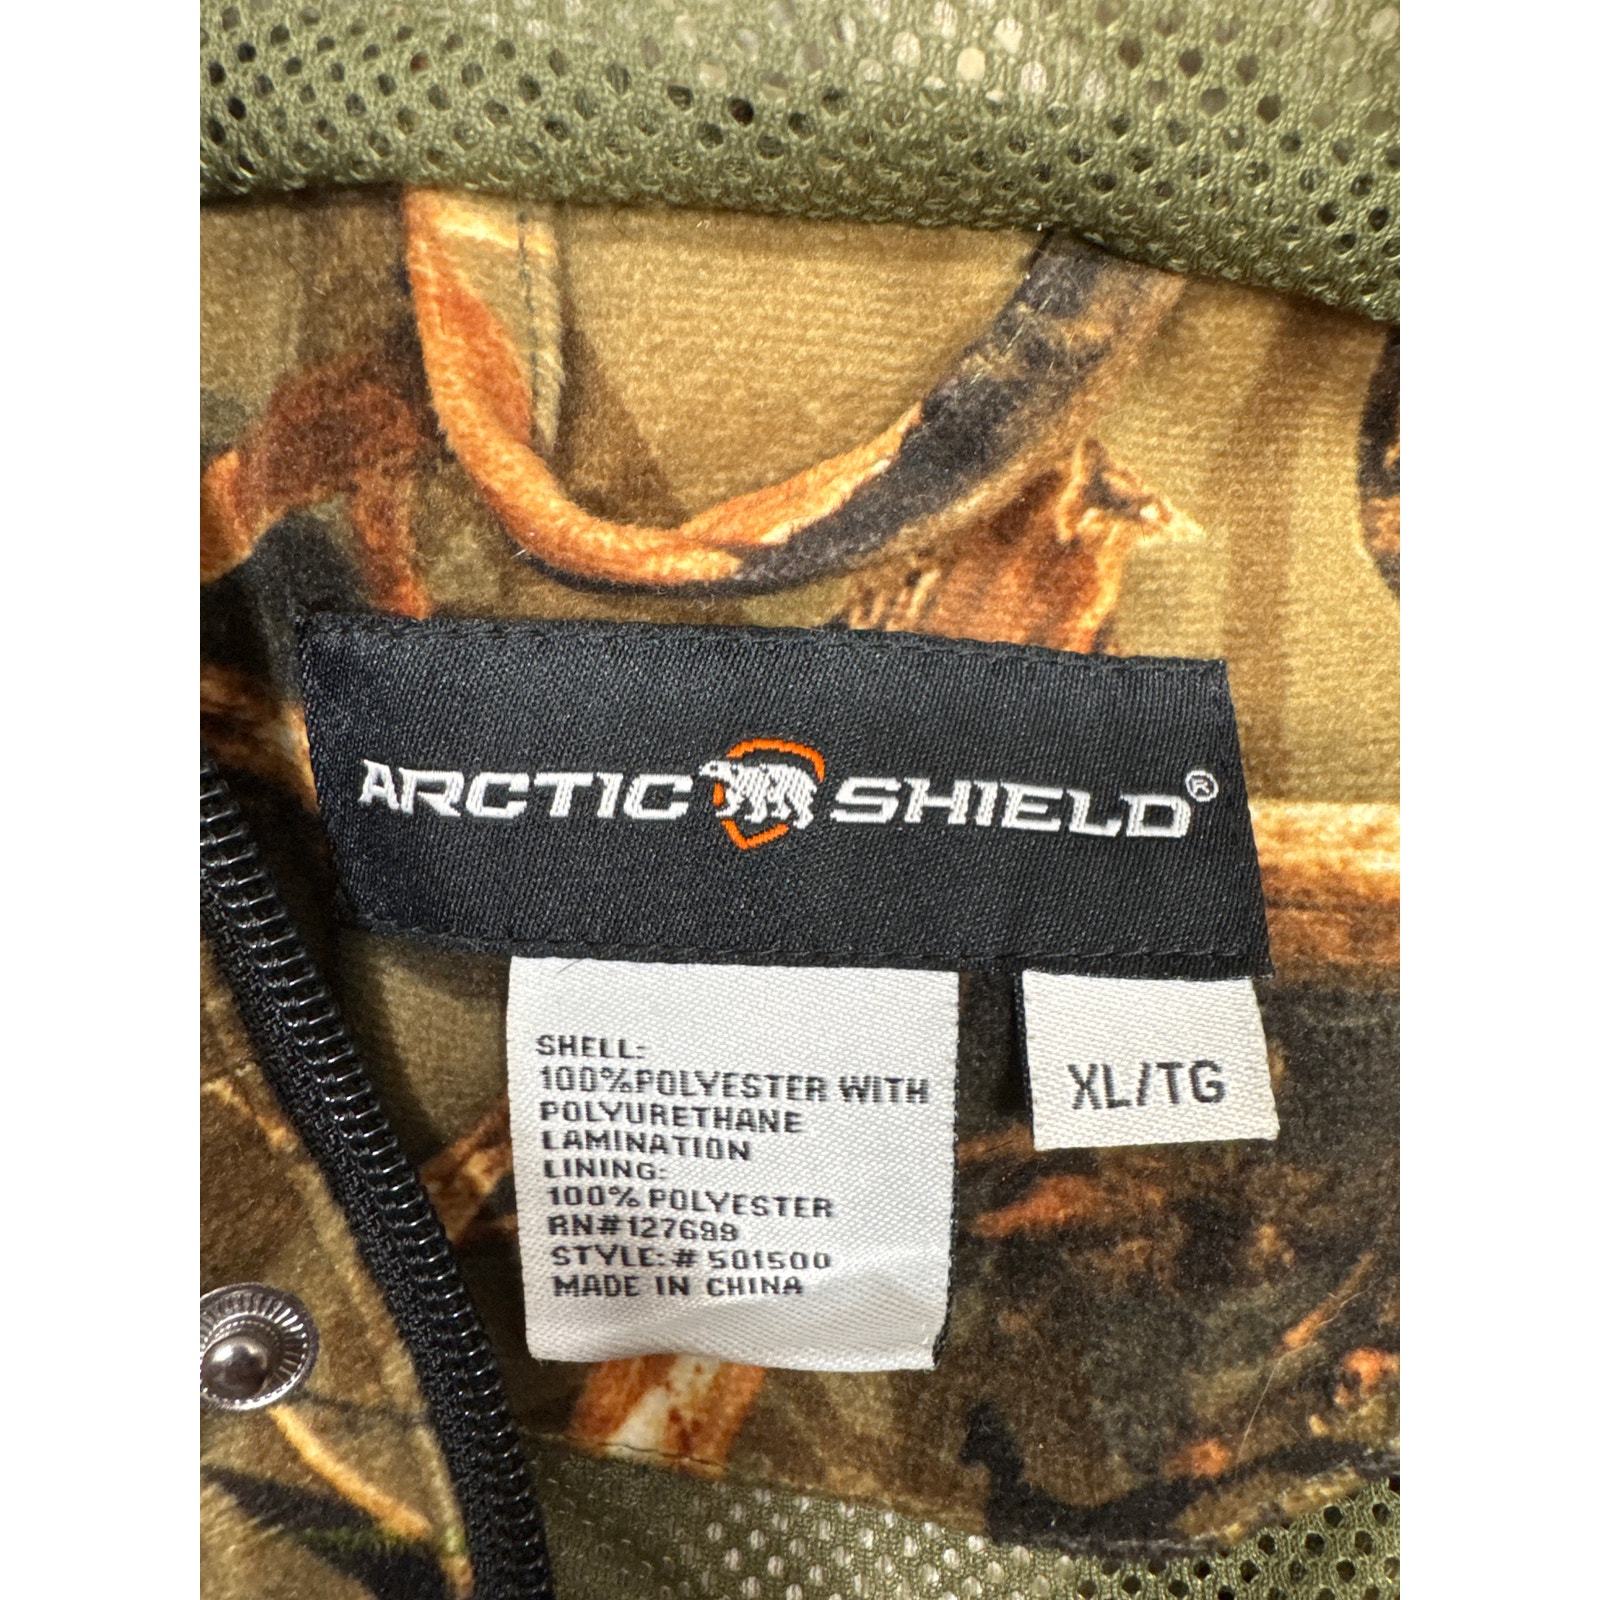 ARCTIC SHIELD®
SHELL:
100%POLYESTER WITH
POLYURETHANE
LAMINATION
LINING:
100% POLYESTER
RN#127699
STYLE:# 501500
MADE IN CHINA
XL/TG